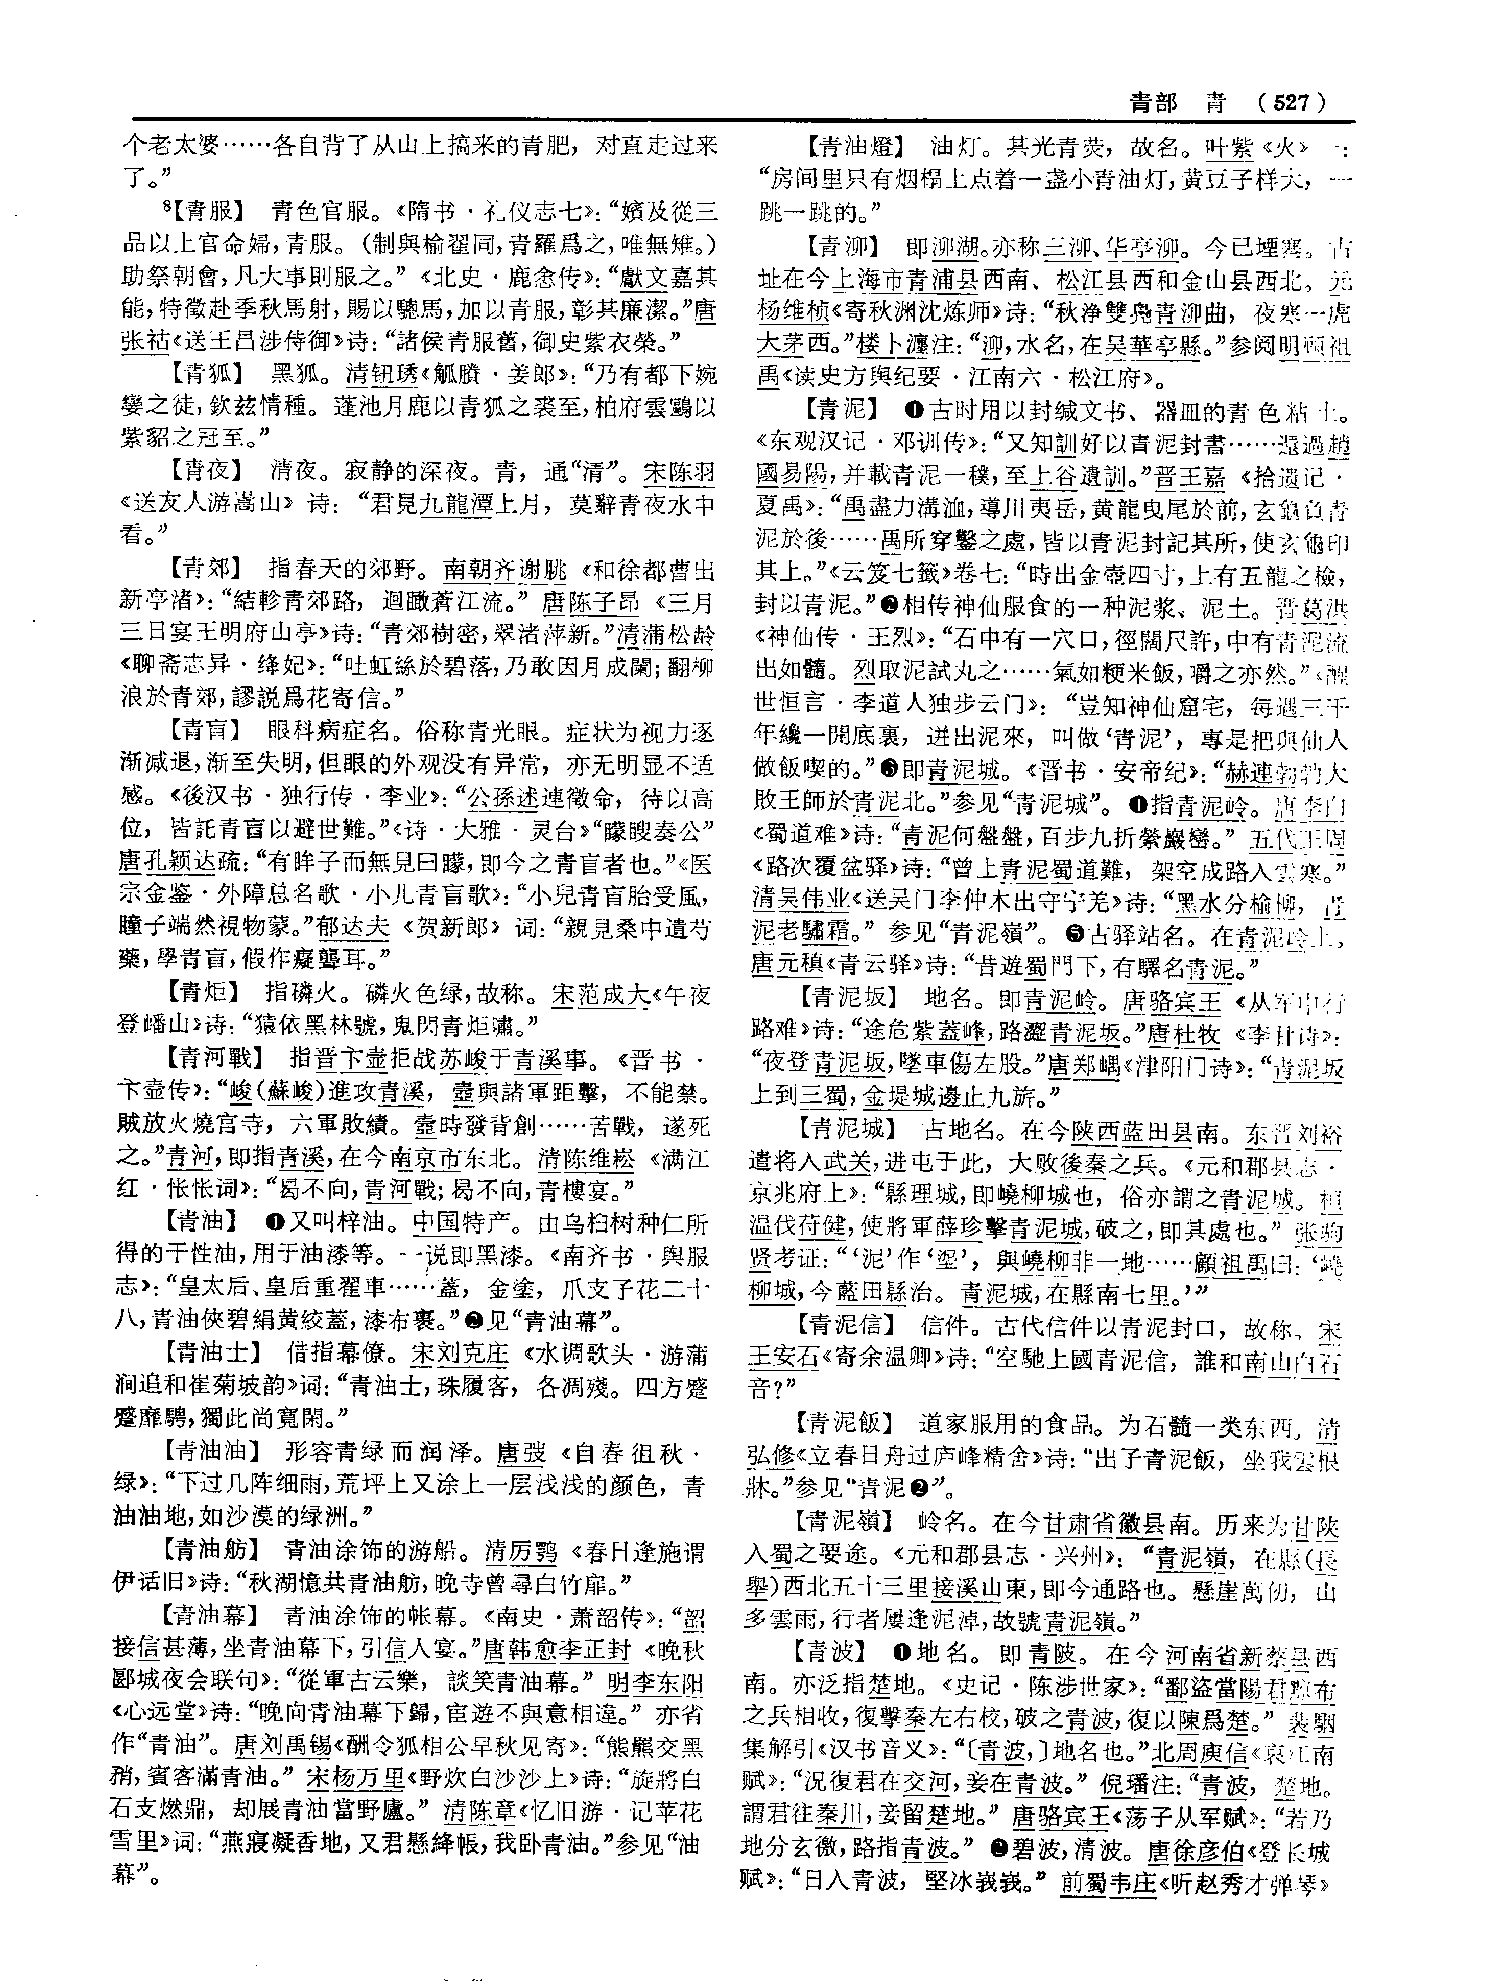 青部　青　（527）
个老太婆……各自背了从山上搞来的青肥，对直走过来
了。”
⁸【青服】　青色官服。《隋书·礼仪志七》：“嬪及從三
品以上官命婦，青服。（制與褕翟同，青羅爲之，唯無雉。）
助祭朝會，凡大事則服之。”《北史·鹿悆传》：“獻文嘉其
能，特徵赴季秋馬射，賜以驄馬，加以青服，彰其廉潔。”唐
张祜《送王昌涉侍御》诗：“諸侯青服舊，御史紫衣榮。”
【青狐】　黑狐。清钮琇《觚賸·姜郎》：“乃有都下婉
孌之徒，欽兹情種。蓬池月鹿以青狐之裘至，柏府雲鷃以
紫貂之冠至。”
【青夜】　清夜。寂静的深夜。青，通“清”。宋陈羽
《送友人游嵩山》诗：“君見九龍潭上月，莫辭青夜水中
看。”
【青郊】　指春天的郊野。南朝齐谢朓《和徐都曹出
新亭渚》：“結軫青郊路，迴瞰蒼江流。”唐陈子昂《三月
三日宴王明府山亭》诗：“青郊樹密，翠渚萍新。”清蒲松龄
《聊斋志异·绛妃》：“吐虹絲於碧落，乃敢因月成闌；翻柳
浪於青郊，謬説爲花寄信。”
【青盲】　眼科病症名。俗称青光眼。症状为视力逐
渐减退，渐至失明，但眼的外观没有异常，亦无明显不适
感。《後汉书·独行传·李业》：“公孫述連徵命，待以高
位，皆託青盲以避世難。”《诗·大雅·灵台》“矇瞍奏公”
唐孔颖达疏：“有眸子而無見曰矇，即今之青盲者也。”《医
宗金鉴·外障总名歌·小儿青盲歌》：“小兒青盲胎受風，
瞳子端然視物蒙。”郁达夫《贺新郎》词：“親見桑中遺芍
藥，學青盲，假作癡聾耳。”
【青炬】　指磷火。磷火色绿，故称。宋范成大《午夜
登嶓山》诗：“猿依黑林號，鬼閃青炬嘯。”
【青河戰】　指晋卞壶拒战苏峻于青溪事。《晋书·
卞壶传》：“峻（蘇峻）進攻青溪，壼與諸軍距擊，不能禁。
賊放火燒宫寺，六軍敗績。壼時發背創……苦戰，遂死
之。”青河，即指青溪，在今南京市东北。清陈维崧《满江
红·怅怅词》：“曷不向，青河戰；曷不向，青樓宴。”
【青油】　❶又叫梓油。中国特产。由乌桕树种仁所
得的干性油，用于油漆等。一说即黑漆。《南齐书·舆服
志》：“皇太后、皇后重翟車……蓋，金塗，爪支子花二十
八，青油俠碧絹黄絞蓋，漆布裹。”❷见“青油幕”。
【青油士】　借指幕僚。宋刘克庄《水调歌头·游蒲
涧追和崔菊坡韵》词：“青油士，珠履客，各凋殘。四方蹙
蹙靡騁，獨此尚寬閑。”
【青油油】　形容青绿而润泽。唐弢《自春徂秋·
绿》：“下过几阵细雨，荒坪上又涂上一层浅浅的颜色，青
油油地，如沙漠的绿洲。”
【青油舫】　青油涂饰的游船。清厉鹗《春日逢施谓
伊话旧》诗：“秋湖憶共青油舫，晚寺曾尋白竹扉。”
【青油幕】　青油涂饰的帐幕。《南史·萧韶传》：“韶
接信甚薄，坐青油幕下，引信入宴。”唐韩愈李正封《晚秋
郾城夜会联句》：“從軍古云樂，談笑青油幕。”明李东阳
《心远堂》诗：“晚向青油幕下歸，宦遊不與意相違。”亦省
作“青油”。唐刘禹锡《酬令狐相公早秋见寄》：“熊羆交黑
矟，賓客滿青油。”宋杨万里《野炊白沙沙上》诗：“旋將白
石支燃鼎，却展青油當野廬。”清陈章《忆旧游·记苹花
雪里》词：“燕寢凝香地，又君懸絳帳，我卧青油。”参见“油
幕”。
【青油燈】　油灯。其光青荧，故名。叶紫《火》一：
“房间里只有烟榻上点着一盏小青油灯，黄豆子样大，一
跳一跳的。”
【青泖】　即泖湖。亦称三泖、华亭泖。今已堙塞。古
址在今上海市青浦县西南、松江县西和金山县西北。元
杨维桢《寄秋渊沈炼师》诗：“秋净雙鳧青泖曲，夜寒一虎
大茅西。”楼卜瀍注：“泖，水名，在吴華亭縣。”参阅明顾祖
禹《读史方舆纪要·江南六·松江府》。
【青泥】　❶古时用以封缄文书、器皿的青色粘土。
《东观汉记·邓训传》：“又知訓好以青泥封書……還過趙
國易陽，并載青泥一穙，至上谷遺訓。”晋王嘉《拾遗记·
夏禹》：“禹盡力溝洫，導川夷岳，黄龍曳尾於前，玄龜負青
泥於後……禹所穿鑿之處，皆以青泥封記其所，使玄龜印
其上。”《云笈七籤》卷七：“時出金壺四寸，上有五龍之檢，
封以青泥。”❷相传神仙服食的一种泥浆、泥土。晋葛洪
《神仙传·王烈》：“石中有一穴口，徑闊尺許，中有青泥流
出如髓。烈取泥試丸之……氣如粳米飯，嚼之亦然。”《醒
世恒言·李道人独步云门》：“豈知神仙窟宅，每遇三千
年纔一開底裏，迸出泥來，叫做‘青泥’，專是把與仙人
做飯喫的。”❸即青泥城。《晋书·安帝纪》：“赫連勃勃大
敗王師於青泥北。”参见“青泥城”。❹指青泥岭。唐李白
《蜀道难》诗：“青泥何盤盤，百步九折縈巖巒。”五代王周
《路次覆盆驿》诗：“曾上青泥蜀道難，架空成路入雲寒。”
清吴伟业《送吴门李仲木出守宁羌》诗：“黑水分榆柳，青
泥老驌霜。”参见“青泥嶺”。❺古驿站名。在青泥岭上。
唐元稹《青云驿》诗：“昔遊蜀門下，有驛名青泥。”
【青泥坂】　地名。即青泥岭。唐骆宾王《从军中行
路难》诗：“途危紫蓋峰，路澀青泥坂。”唐杜牧《李甘诗》：
“夜登青泥坂，墜車傷左股。”唐郑嵎《津阳门诗》：“青泥坂
上到三蜀，金堤城邊止九旂。”
【青泥城】　古地名。在今陕西蓝田县南。东晋刘裕
遣将入武关，进屯于此，大败後秦之兵。《元和郡县志·
京兆府上》：“縣理城，即嶢柳城也，俗亦謂之青泥城。桓
温伐苻健，使將軍薛珍擊青泥城，破之，即其處也。”张驹
贤考证：“‘泥’作‘埿’，與嶢柳非一地……顧祖禹曰：‘嶢
柳城，今藍田縣治。青泥城，在縣南七里。’”
【青泥信】　信件。古代信件以青泥封口，故称。宋
王安石《寄余温卿》诗：“空馳上國青泥信，誰和南山白石
音？”
【青泥飯】　道家服用的食品。为石髓一类东西。清
弘修《立春日舟过庐峰精舍》诗：“出了青泥飯，坐我雲根
牀。”参见“青泥❷”。
【青泥嶺】　岭名。在今甘肃省徽县南。历来为甘陕
入蜀之要途。《元和郡县志·兴州》：“青泥嶺，在縣（長
舉）西北五十三里接溪山東，即今通路也。懸崖萬仞，山
多雲雨，行者屢逢泥淖，故號青泥嶺。”
【青波】　❶地名。即青陂。在今河南省新蔡县西
南。亦泛指楚地。《史记·陈涉世家》：“鄱盜當陽君黥布
之兵相收，復擊秦左右校，破之青波，復以陳爲楚。”裴駰
集解引《汉书音义》：“〔青波，〕地名也。”北周庾信《哀江南
赋》：“況復君在交河，妾在青波。”倪璠注：“青波，楚地。
謂君往秦川，妾留楚地。”唐骆宾王《荡子从军赋》：“若乃
地分玄徼，路指青波。”❷碧波，清波。唐徐彦伯《登长城
赋》：“日入青波，堅冰峩峩。”前蜀韦庄《听赵秀才弹琴》